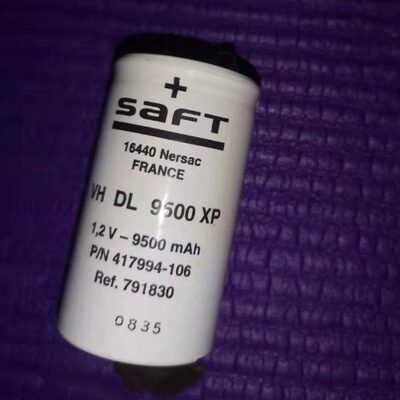 +
SAFT
16440 Nersac
FRANCE
VH DL 9500 XP
1,2 V – 9500 mAh
P/N 417994-106
Ref. 791830
0835